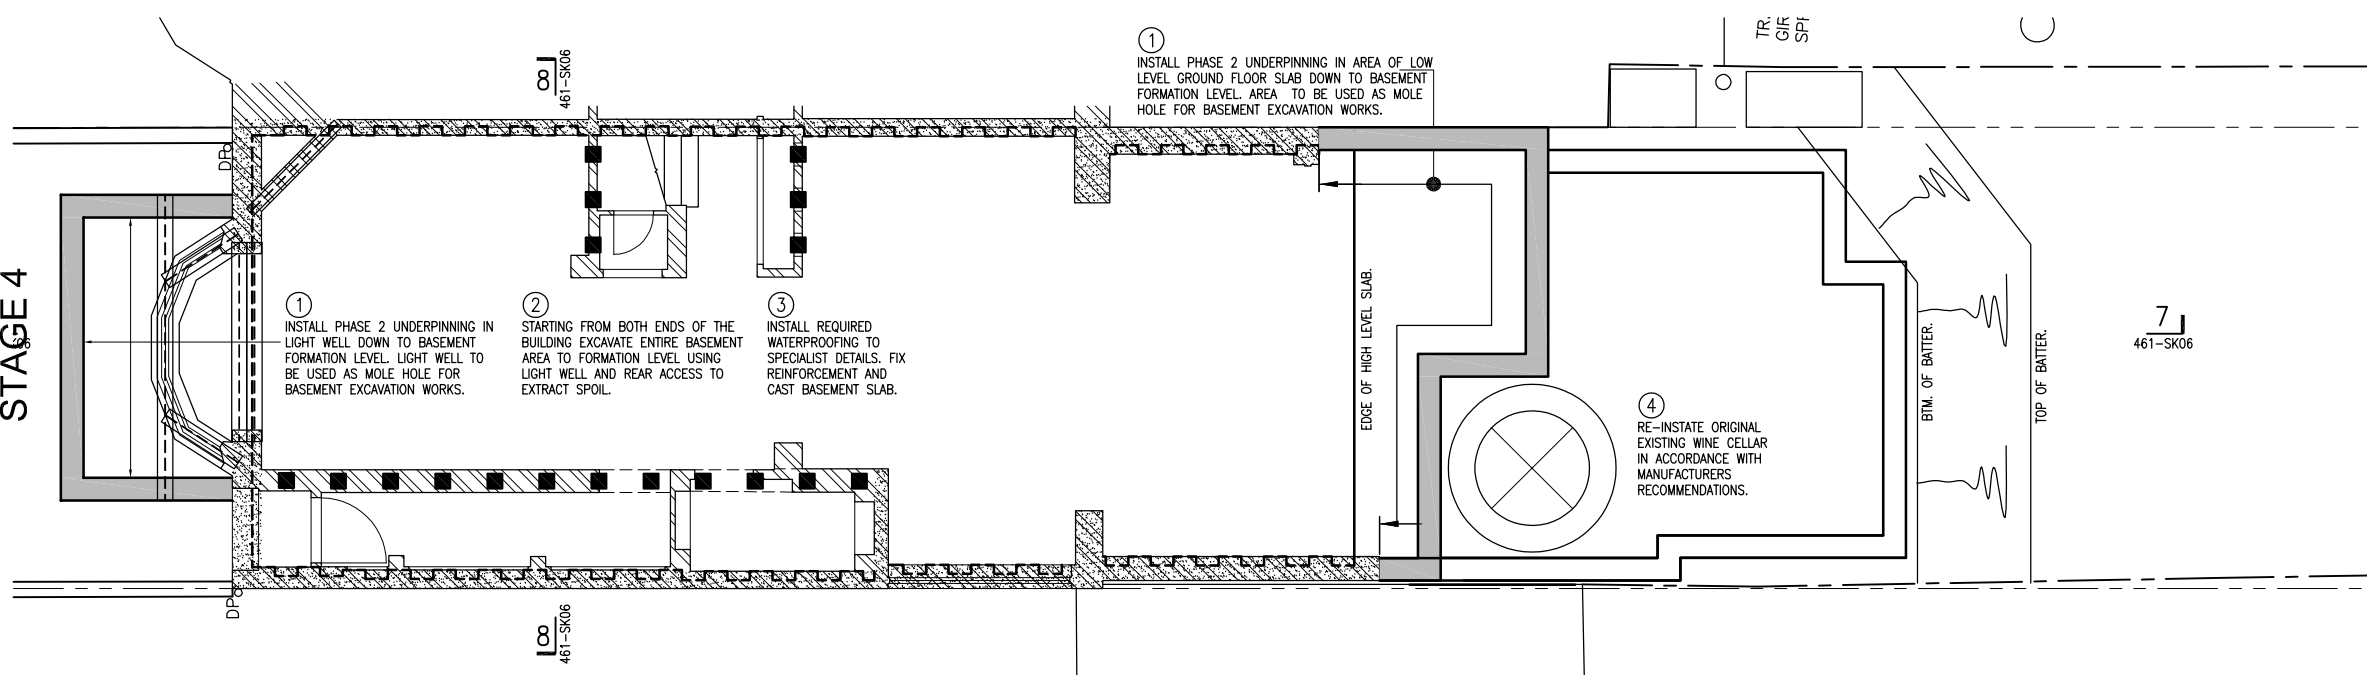 STAGE 4
8
461-SK06
1
INSTALL PHASE 2 UNDERPINNING IN AREA OF LOW
LEVEL GROUND FLOOR SLAB DOWN TO BASEMENT
FORMATION LEVEL. AREA TO BE USED AS MOLE
HOLE FOR BASEMENT EXCAVATION WORKS.
TR.
GIR
DP
1
INSTALL PHASE 2 UNDERPINNING IN
LIGHT WELL DOWN TO BASEMENT
FORMATION LEVEL. LIGHT WELL TO
BE USED AS MOLE HOLE FOR
BASEMENT EXCAVATION WORKS.
2
STARTING FROM BOTH ENDS OF THE
BUILDING EXCAVATE ENTIRE BASEMENT
AREA TO FORMATION LEVEL USING
LIGHT WELL AND REAR ACCESS TO
EXTRACT SPOIL.
3
INSTALL REQUIRED
WATERPROOFING TO
SPECIALIST DETAILS. FIX
REINFORCEMENT AND
CAST BASEMENT SLAB.
EDGE OF HIGH LEVEL SLAB.
4
RE-INSTATE ORIGINAL
EXISTING WINE CELLAR
IN ACCORDANCE WITH
MANUFACTURERS
RECOMMENDATIONS.
BTM. OF BATTER.
TOP OF BATTER.
7
461-SK06
DP
8
461-SK06